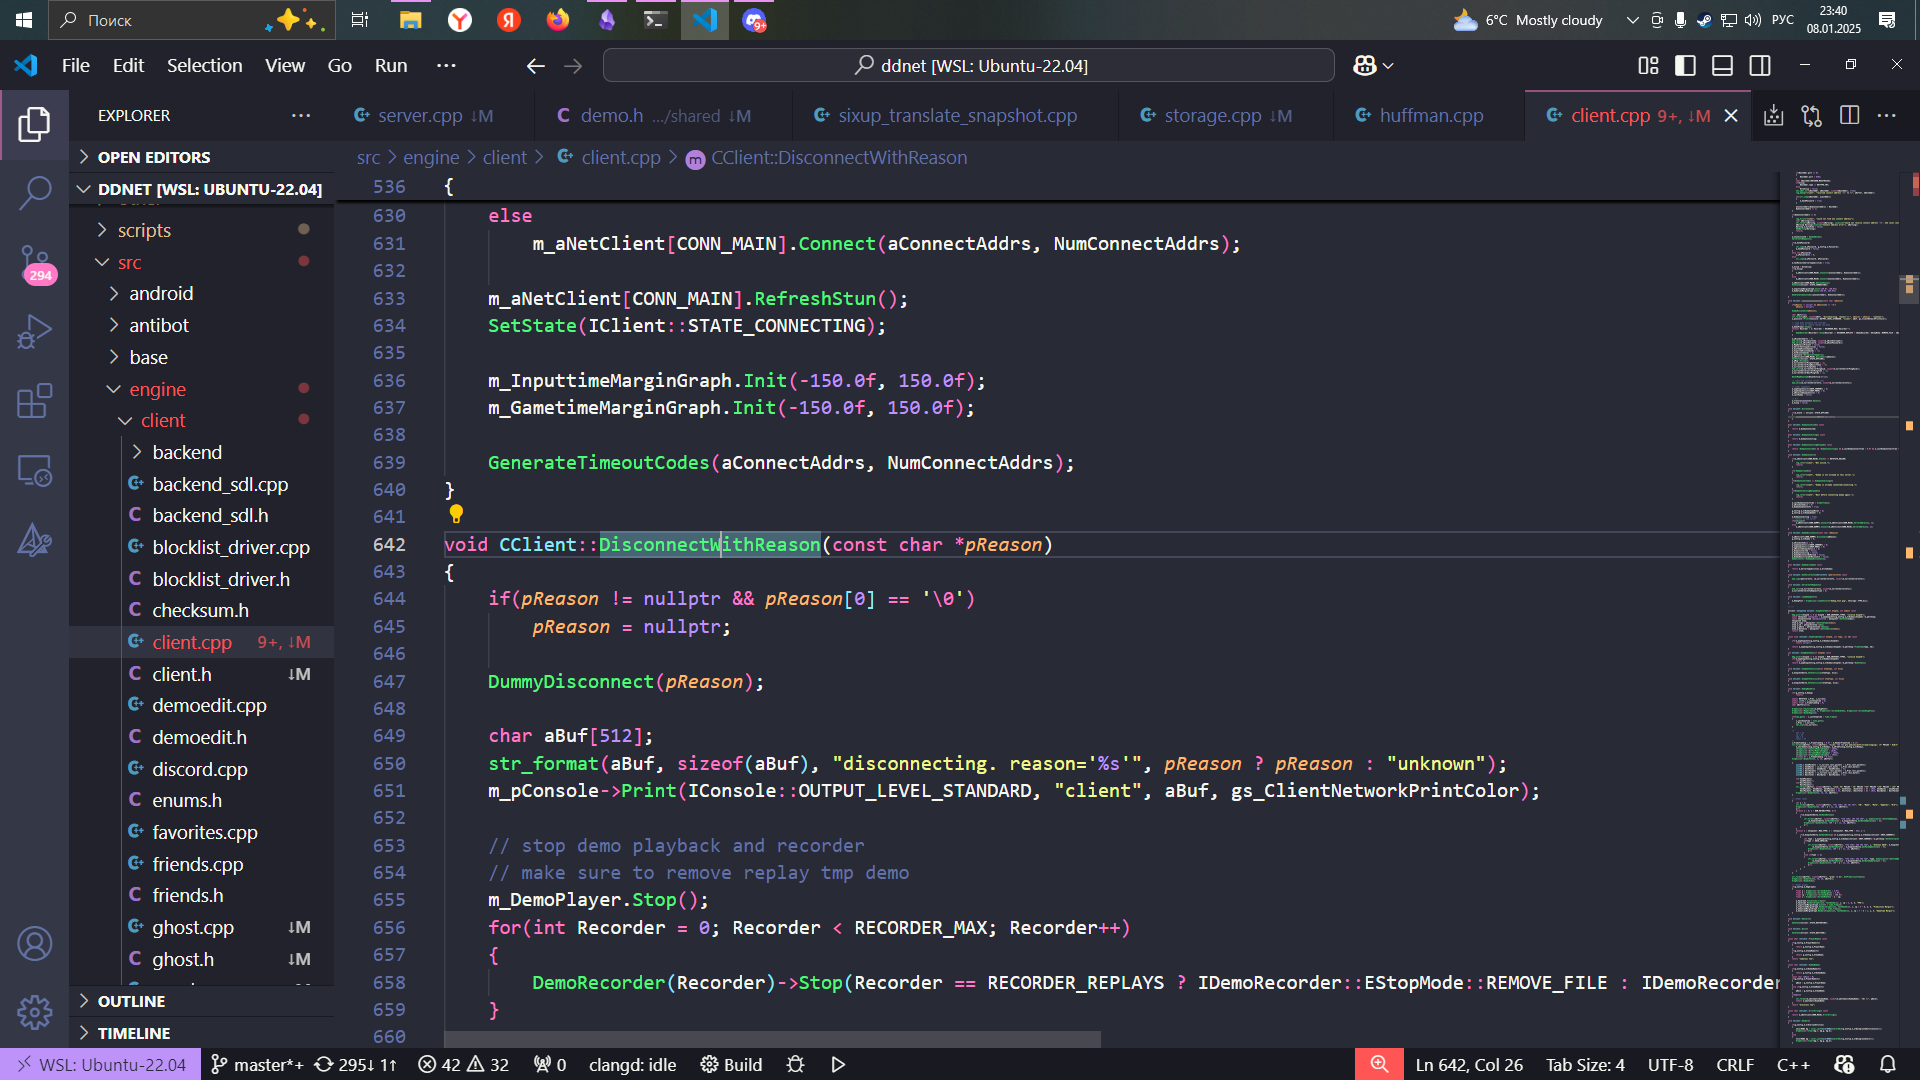 Поиск
9+
6°C Mostly cloudy
РУС
23:40
08.01.2025
File Edit Selection View Go Run ···
ddnet [WSL: Ubuntu-22.04]
EXPLORER ···
server.cpp ↓M
demo.h .../shared ↓M
sixup_translate_snapshot.cpp
storage.cpp ↓M
huffman.cpp
client.cpp 9+, ↓M
OPEN EDITORS
DDNET [WSL: UBUNTU-22.04]
scripts
src
android
antibot
base
engine
client
backend
backend_sdl.cpp
backend_sdl.h
blocklist_driver.cpp
blocklist_driver.h
checksum.h
client.cpp 9+, ↓M
client.h ↓M
demoedit.cpp
demoedit.h
discord.cpp
enums.h
favorites.cpp
friends.cpp
friends.h
ghost.cpp ↓M
ghost.h ↓M
OUTLINE
TIMELINE
294
src > engine > client > client.cpp > CClient::DisconnectWithReason
536 {
630 else
631 m_aNetClient[CONN_MAIN].Connect(aConnectAddrs, NumConnectAddrs);
632
633 m_aNetClient[CONN_MAIN].RefreshStun();
634 SetState(IClient::STATE_CONNECTING);
635
636 m_InputtimeMarginGraph.Init(-150.0f, 150.0f);
637 m_GametimeMarginGraph.Init(-150.0f, 150.0f);
638
639 GenerateTimeoutCodes(aConnectAddrs, NumConnectAddrs);
640 }
641
642 void CClient::DisconnectWithReason(const char *pReason)
643 {
644 if(pReason != nullptr && pReason[0] == '\0')
645 pReason = nullptr;
646
647 DummyDisconnect(pReason);
648
649 char aBuf[512];
650 str_format(aBuf, sizeof(aBuf), "disconnecting. reason='%s'", pReason ? pReason : "unknown");
651 m_pConsole->Print(IConsole::OUTPUT_LEVEL_STANDARD, "client", aBuf, gs_ClientNetworkPrintColor);
652
653 // stop demo playback and recorder
654 // make sure to remove replay tmp demo
655 m_DemoPlayer.Stop();
656 for(int Recorder = 0; Recorder < RECORDER_MAX; Recorder++)
657 {
658 DemoRecorder(Recorder)->Stop(Recorder == RECORDER_REPLAYS ? IDemoRecorder::EStopMode::REMOVE_FILE : IDemoRecorder
659 }
660
WSL: Ubuntu-22.04 master*+ 295↓ 1↑ 42 32 0 clangd: idle Build
Ln 642, Col 26 Tab Size: 4 UTF-8 CRLF C++